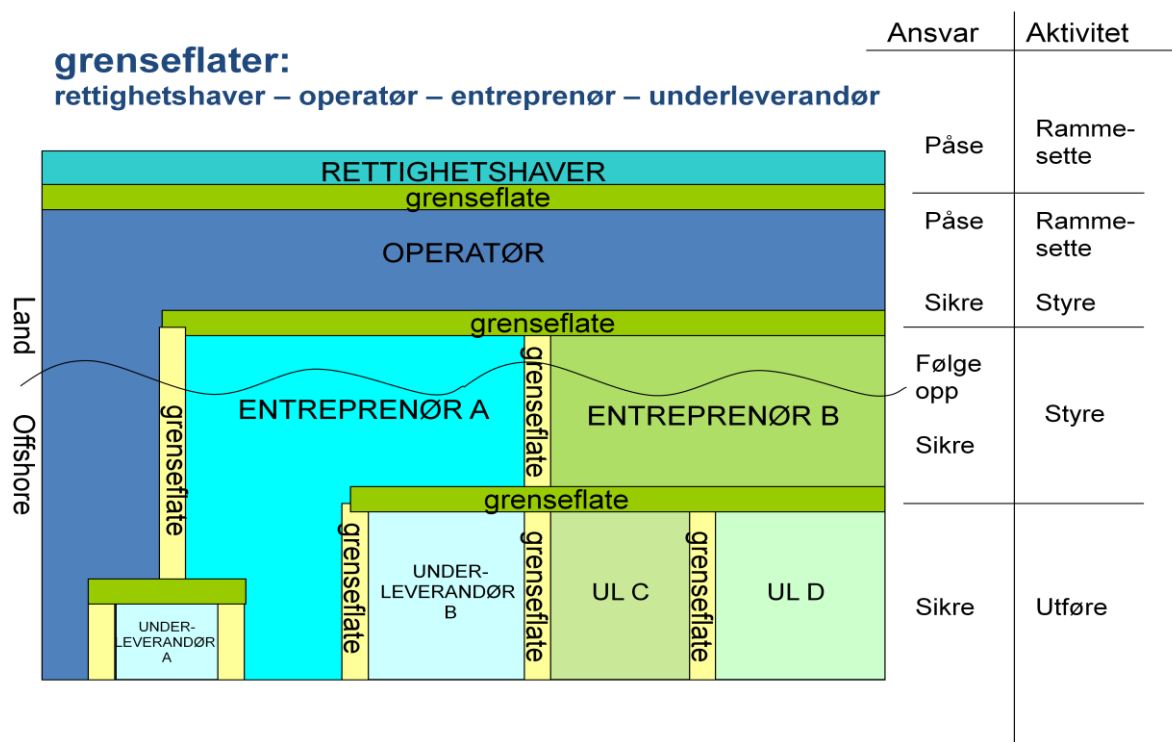 grenseflater:
rettighetshaver – operatør – entreprenør – underleverandør
Ansvar
Aktivitet
RETTIGHETSHAVER
grenseflate
OPERATØR
grenseflate
Land
Offshore
grenseflate
ENTREPRENØR A
grenseflate
ENTREPRENØR B
grenseflate
grenseflate
UNDER-
LEVERANDØR
B
grenseflate
UL C
grenseflate
UL D
UNDER-
LEVERANDØR
A
Påse
Ramme-
sette
Påse
Ramme-
sette
Sikre
Styre
Følge
opp
Styre
Sikre
Sikre
Utføre